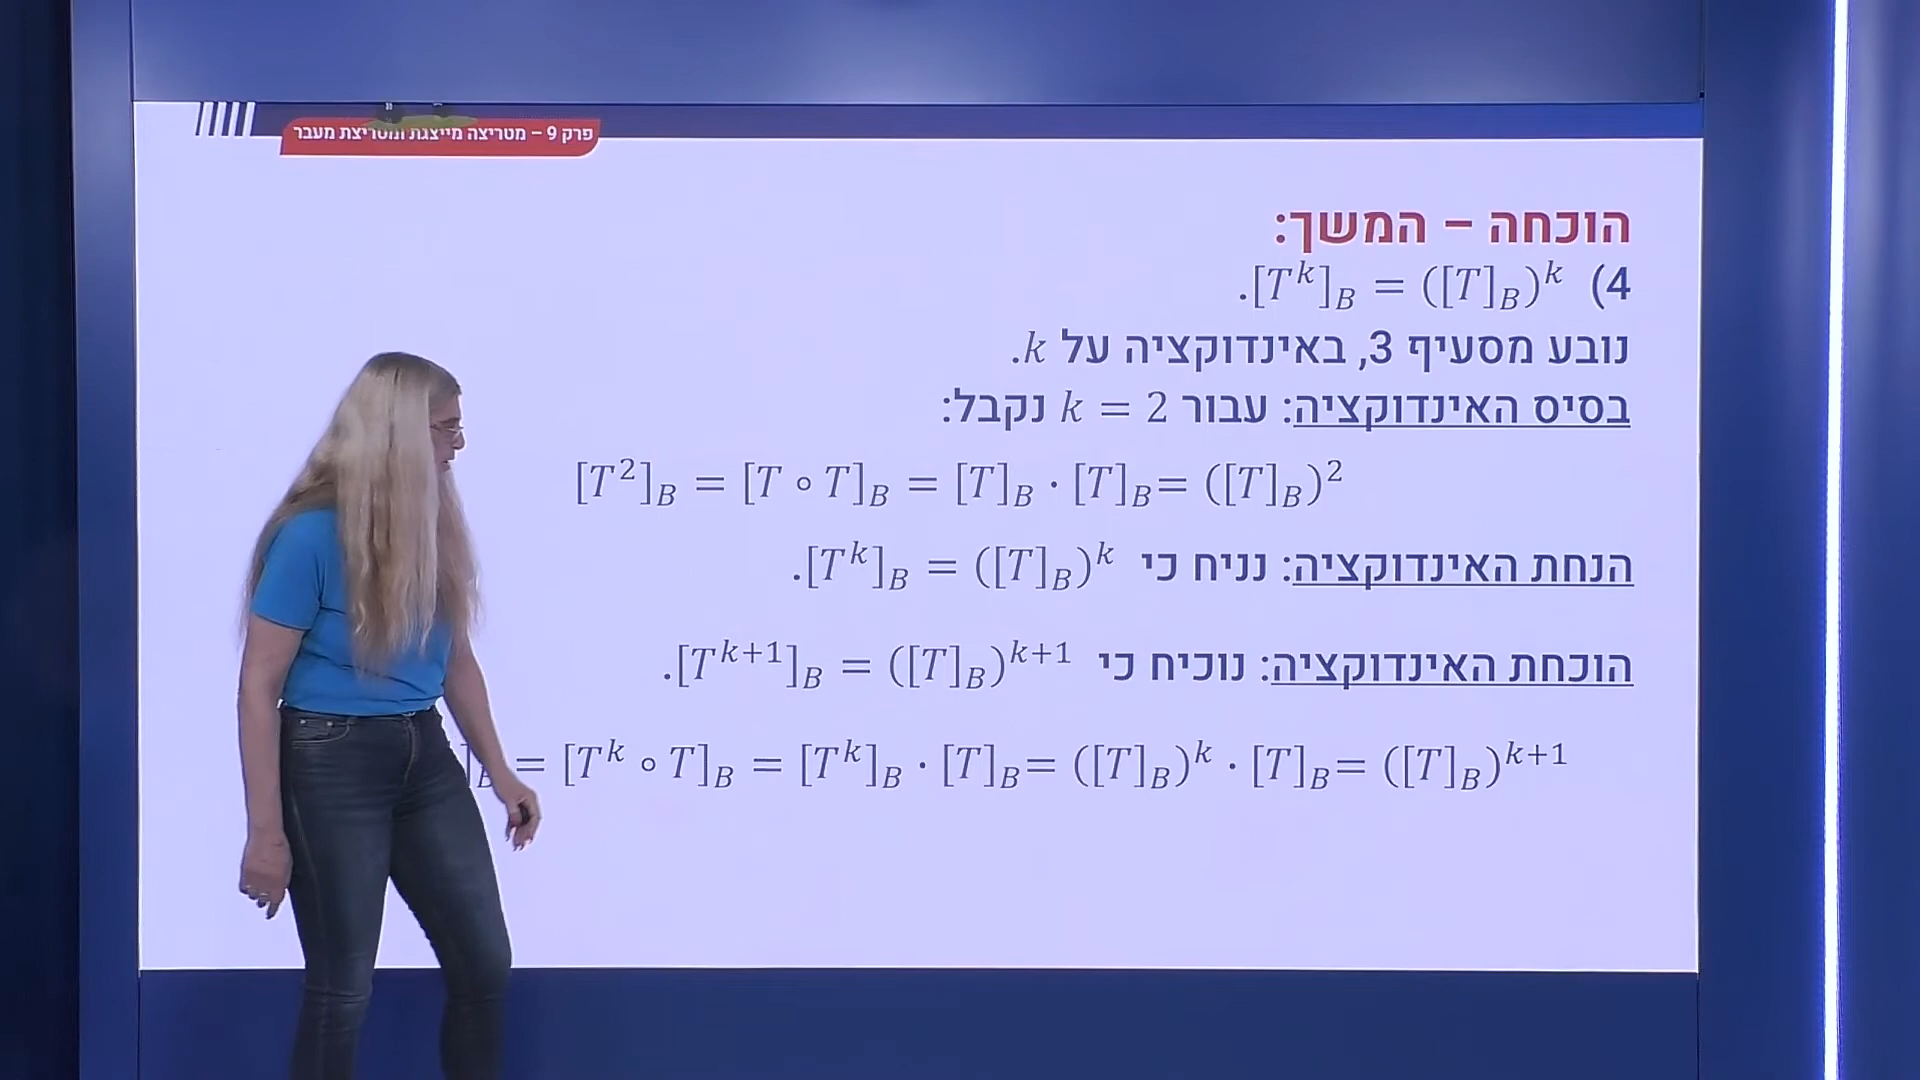 פרק 9 – מטריצה מייצגת ומטריצת מעבר
הוכחה – המשך:
4) [T^k]_B = ([T]_B)^k.
נובע מסעיף 3, באינדוקציה על k.
בסיס האינדוקציה: עבור k = 2 נקבל:
[T^2]_B = [T ∘ T]_B = [T]_B · [T]_B = ([T]_B)^2
הנחת האינדוקציה: נניח כי [T^k]_B = ([T]_B)^k.
הוכחת האינדוקציה: נוכיח כי [T^{k+1}]_B = ([T]_B)^{k+1}.
]_B = [T^k ∘ T]_B = [T^k]_B · [T]_B = ([T]_B)^k · [T]_B = ([T]_B)^{k+1}